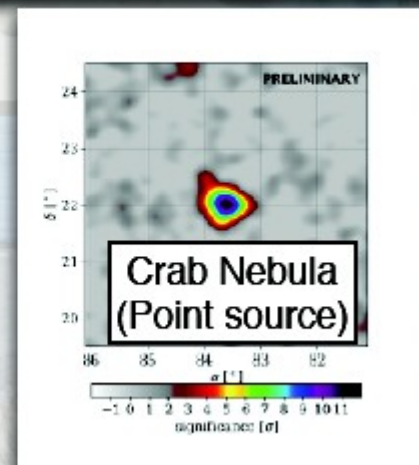 PRELIMINARY
24
23
22
21
20
δ [°]
Crab Nebula
(Point source)
86 85 84 83 82
α [°]
−1 0 1 2 3 4 5 6 7 8 9 10 11
significance [σ]